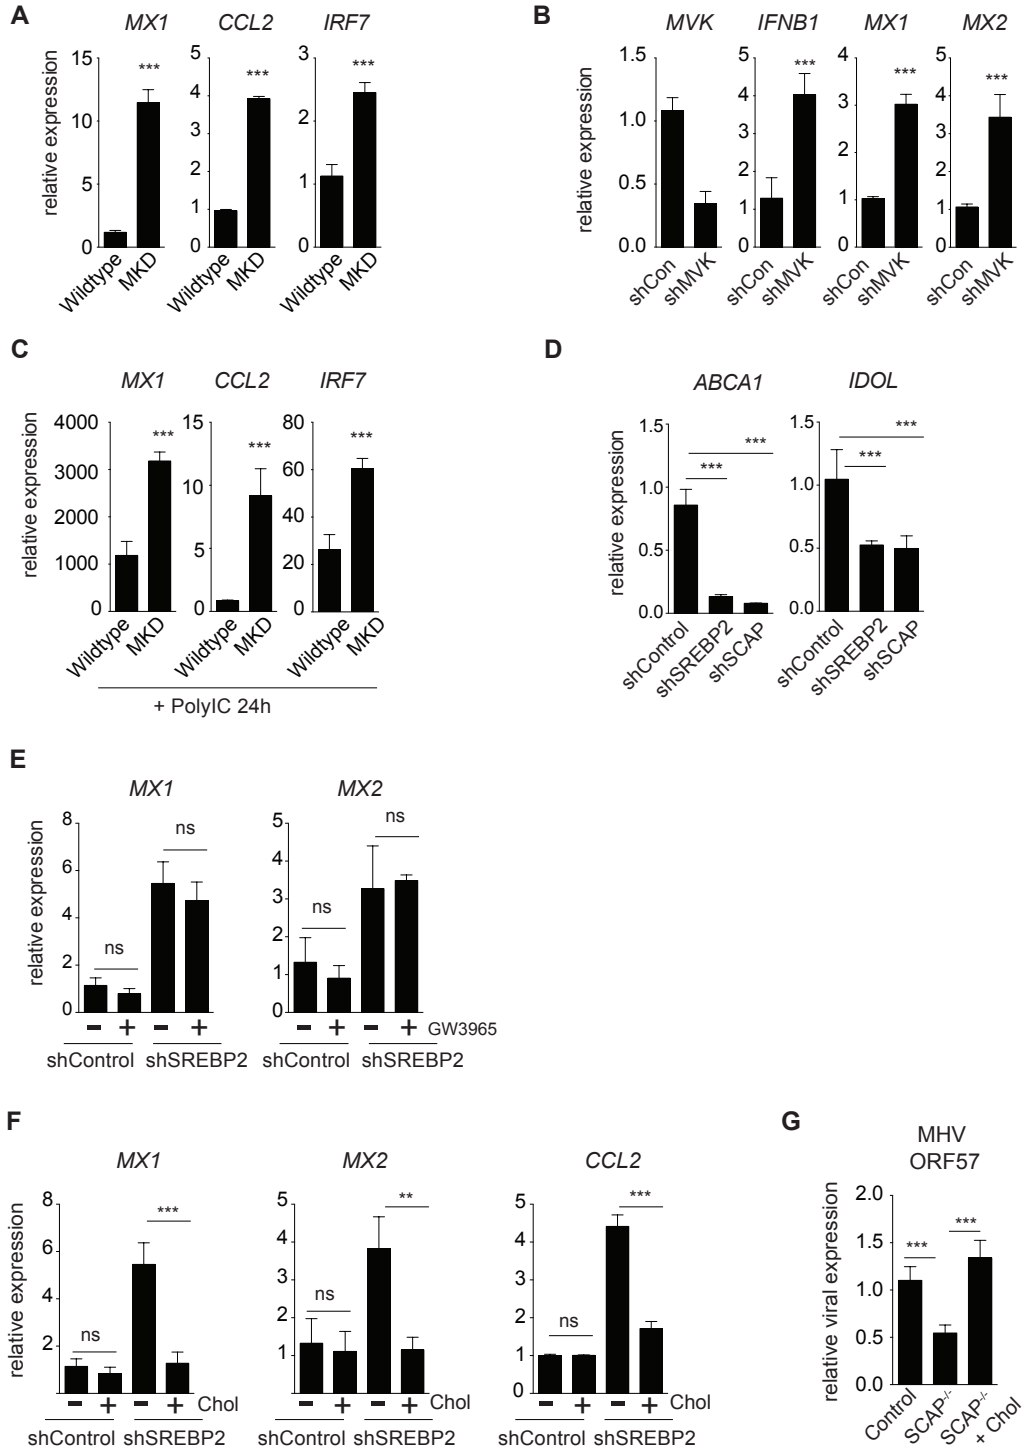 A
MX1 CCL2 IRF7
relative expression
15
10
5
0
5
4
3
2
1
0
3
2
1
0
*** *** ***
Wildtype MKD Wildtype MKD Wildtype MKD
B
MVK IFNB1 MX1 MX2
relative expression
1.5
1.0
0.5
0.0
5
4
3
2
1
0
4
3
2
1
0
5
4
3
2
1
0
*** *** ***
shCon shMVK shCon shMVK shCon shMVK shCon shMVK
C
MX1 CCL2 IRF7
relative expression
4000
3000
2000
1000
0
15
10
5
0
80
60
40
20
0
*** *** ***
Wildtype MKD Wildtype MKD Wildtype MKD
+ PolyIC 24h
D
ABCA1 IDOL
relative expression
1.5
1.0
0.5
0.0
1.5
1.0
0.5
0.0
*** *** *** ***
shControl shSREBP2 shSCAP shControl shSREBP2 shSCAP
E
MX1 MX2
relative expression
8
6
4
2
0
5
4
3
2
1
0
ns ns ns ns
− + − + − + − + GW3965
shControl shSREBP2 shControl shSREBP2
F
MX1 MX2 CCL2
relative expression
8
6
4
2
5
4
3
2
1
0
5
4
3
2
1
0
ns *** ns ** ns ***
− + − + Chol − + − + Chol − + − + Chol
shControl shSREBP2 shControl shSREBP2 shControl shSREBP2
G
MHV
ORF57
relative viral expression
2.0
1.5
1.0
0.5
0.0
*** ***
Control SCAP-/- SCAP-/-
+ Chol